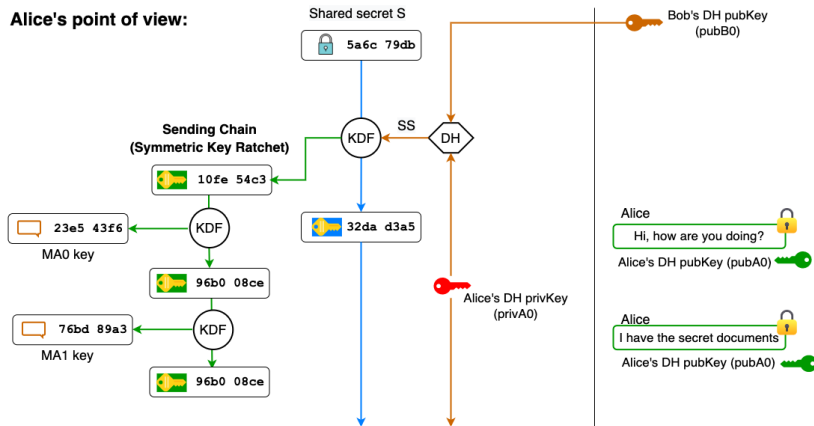 Alice's point of view:
Shared secret S
5a6c 79db
Bob's DH pubKey
(pubB0)
KDF
SS
DH
Sending Chain
(Symmetric Key Ratchet)
10fe 54c3
23e5 43f6
MA0 key
KDF
32da d3a5
96b0 08ce
Alice's DH privKey
(privA0)
76bd 89a3
MA1 key
KDF
96b0 08ce
Alice
Hi, how are you doing?
Alice's DH pubKey (pubA0)
Alice
I have the secret documents
Alice's DH pubKey (pubA0)